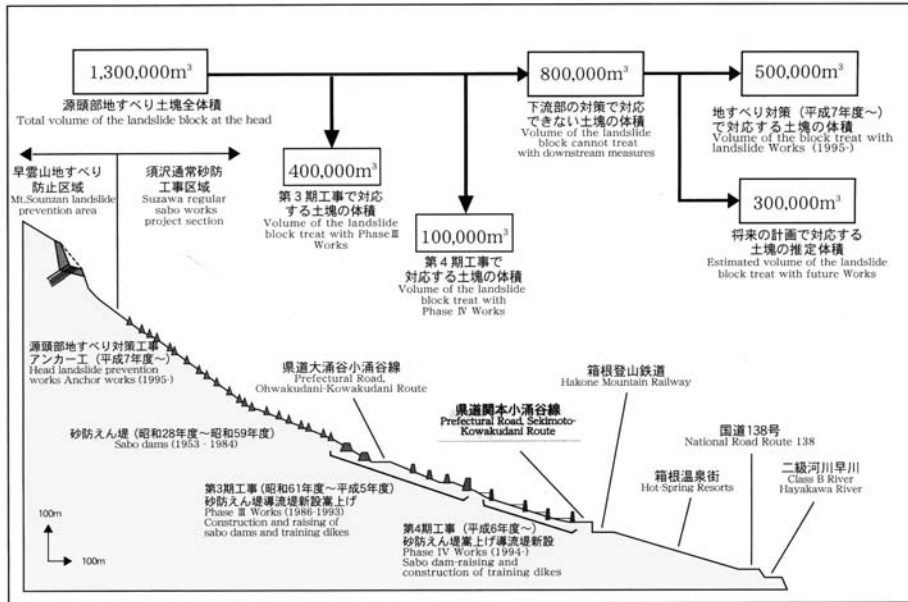 1,300,000m³
源頭部地すべり土塊全体積
Total volume of the landslide block at the head
800,000m³
下流部の対策で対応
できない土塊の体積
Volume of the landslide
block cannot treat
with downstream measures
500,000m³
地すべり対策（平成7年度～）
で対応する土塊の体積
Volume of the block treat with
landslide Works (1995-)
400,000m³
第3期工事で対応
する土塊の体積
Volume of the landslide
block treat with Phase Ⅲ
Works
100,000m³
第4期工事で
対応する土塊の体積
Volume of the landslide
block treat with
Phase Ⅳ Works
300,000m³
将来の計画で対応する
土塊の推定体積
Estimated volume of the landslide
block treat with future Works
早雲山地すべり
防止区域
Mt.Sounzan landslide
prevention area
須沢通常砂防
工事区域
Suzawa regular
sabo works
project section
源頭部地すべり対策工事
アンカー工（平成7年度～）
Head landslide prevention
works Anchor works (1995-)
砂防えん堤（昭和28年度～昭和59年度）
Sabo dams (1953 - 1984)
県道大涌谷小涌谷線
Prefectural Road,
Ohwakudani-Kowakudani Route
県道関本小涌谷線
Prefectural Road, Sekimoto-
Kowakudani Route
箱根登山鉄道
Hakone Mountain Railway
国道138号
National Road Route 138
箱根温泉街
Hot-Spring Resorts
二級河川早川
Class B River
Hayakawa River
第3期工事（昭和61年度～平成5年度）
砂防えん堤導流堤新設嵩上げ
Phase Ⅲ Works (1986-1993)
Construction and raising of
sabo dams and training dikes
第4期工事（平成6年度～）
砂防えん堤嵩上げ導流堤新設
Phase Ⅳ Works (1994-)
Sabo dam-raising and
construction of training dikes
100m
100m